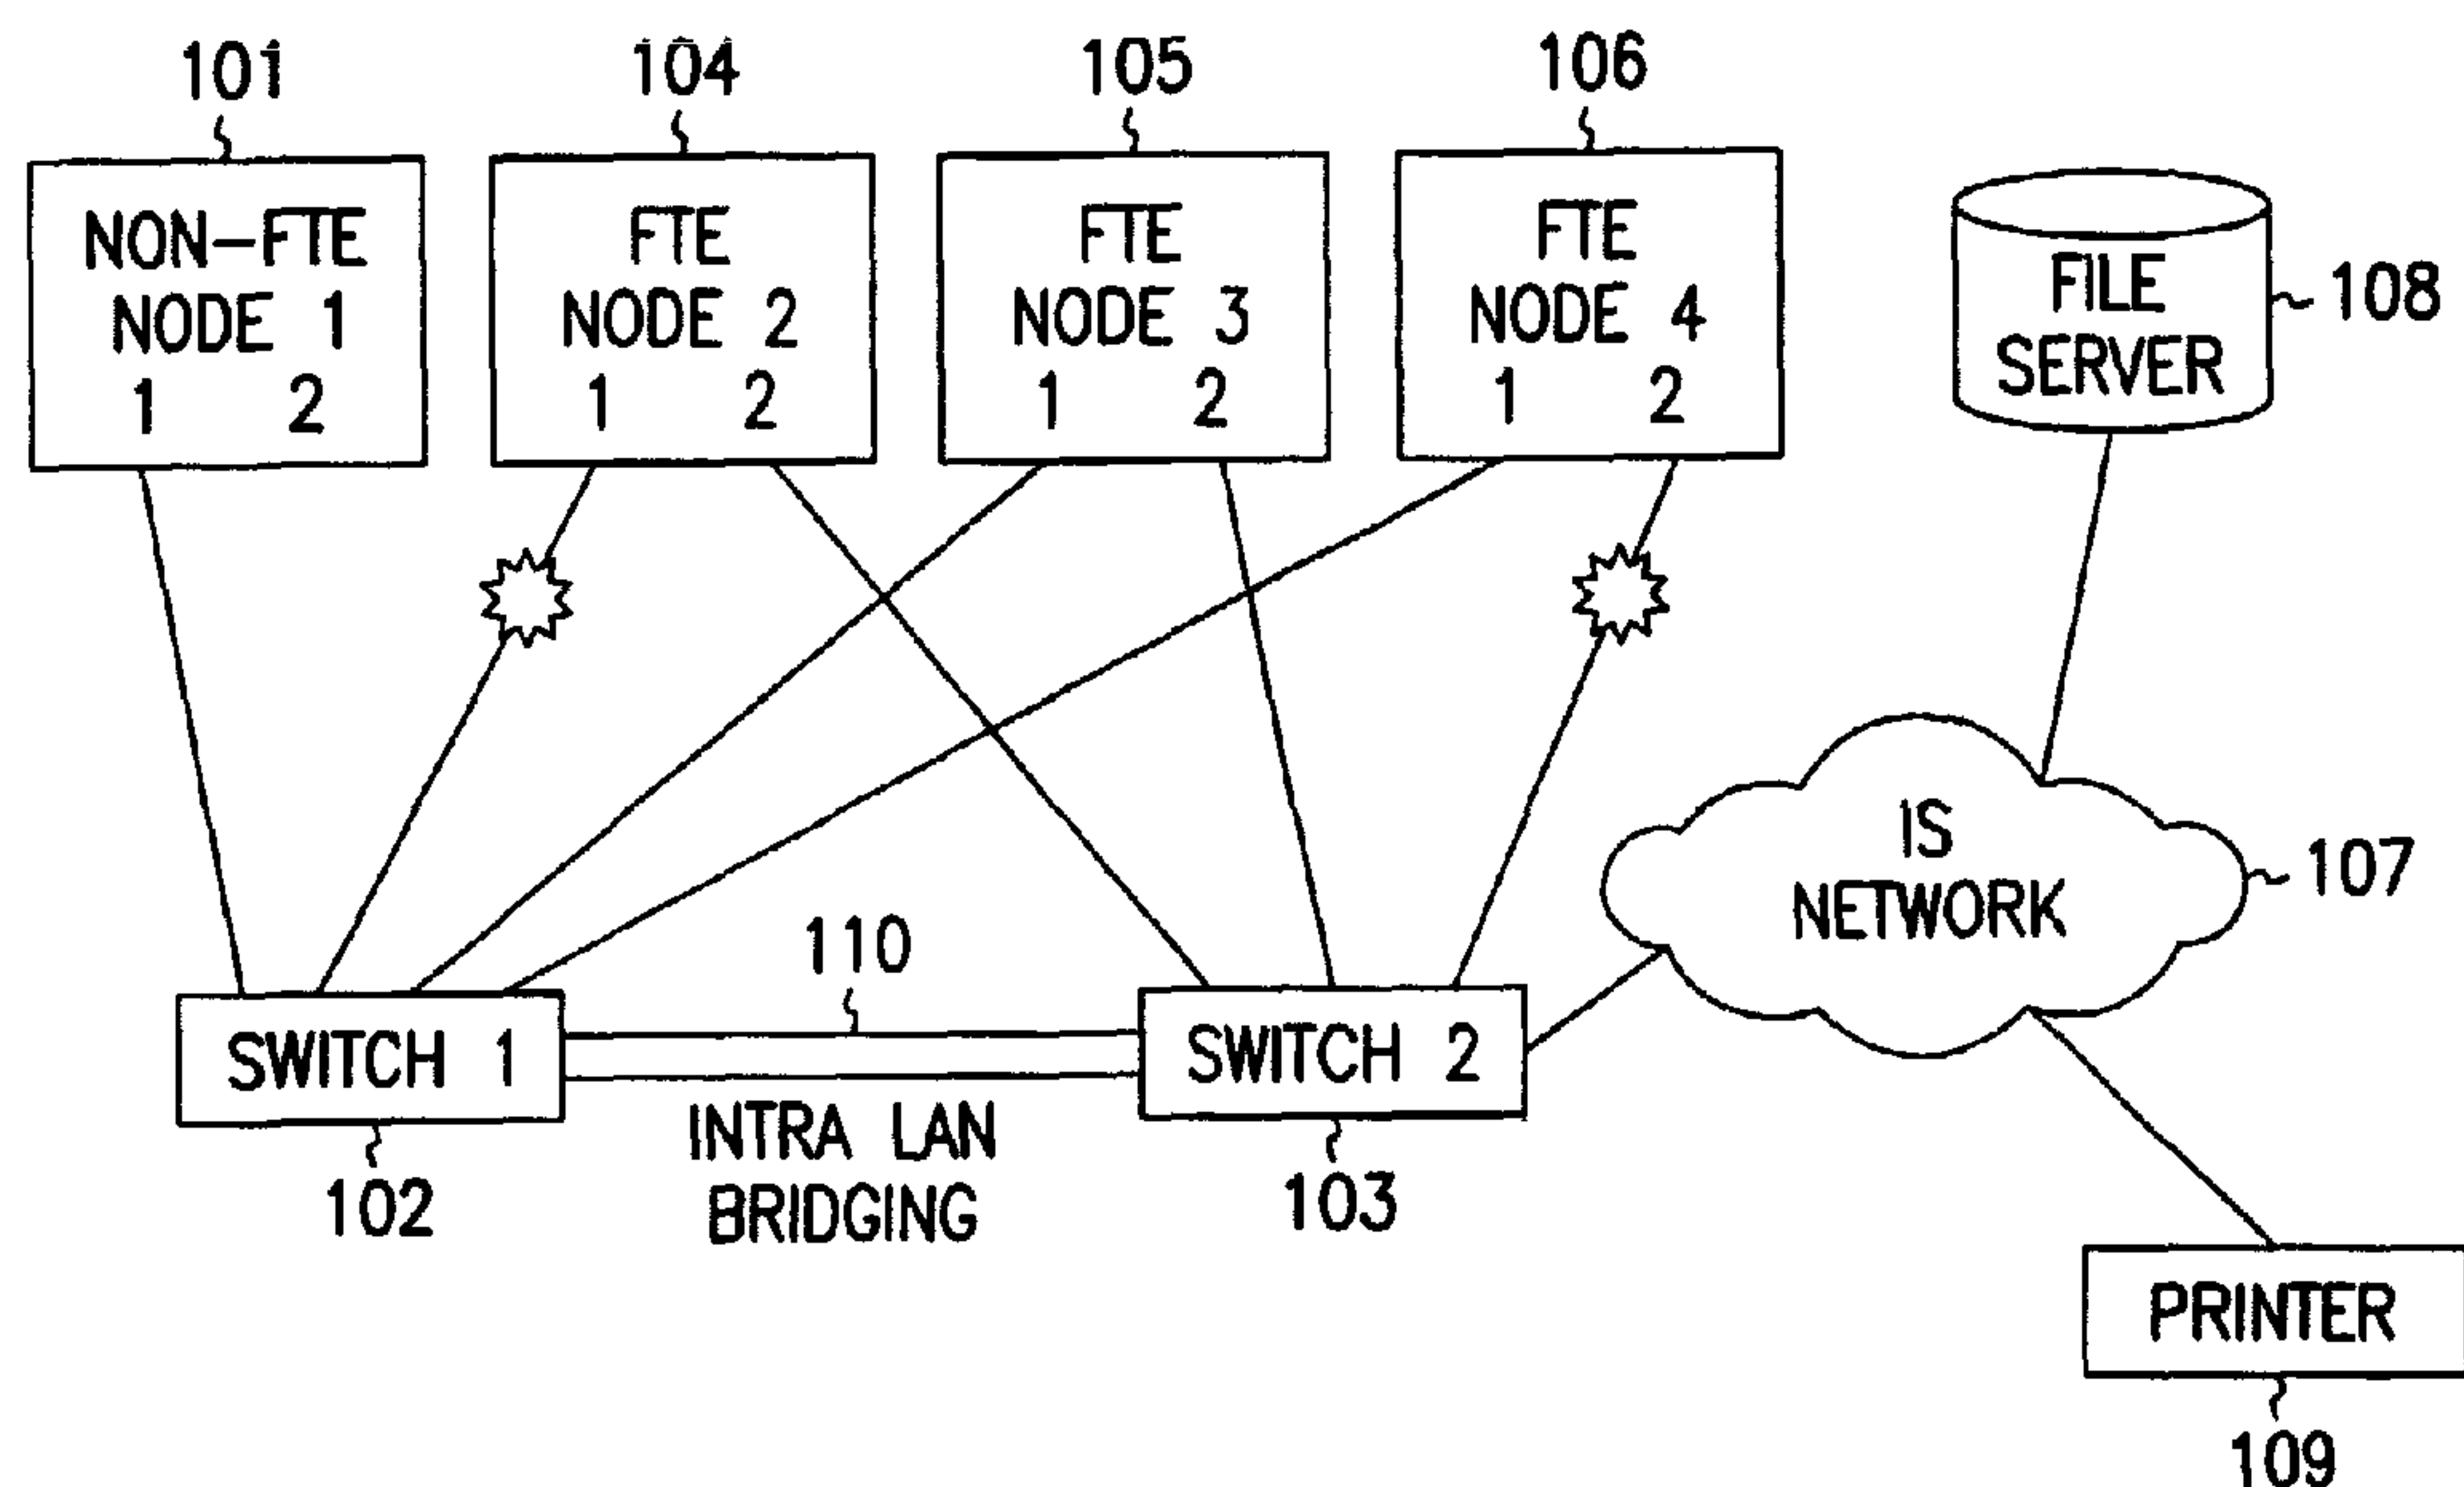 101
104
105
106
NON-FTE
NODE 1
1 2
FTE
NODE 2
1 2
FTE
NODE 3
1 2
FTE
NODE 4
1 2
FILE
SERVER
108
IS
NETWORK
107
110
SWITCH 1
SWITCH 2
INTRA LAN
BRIDGING
102
103
PRINTER
109